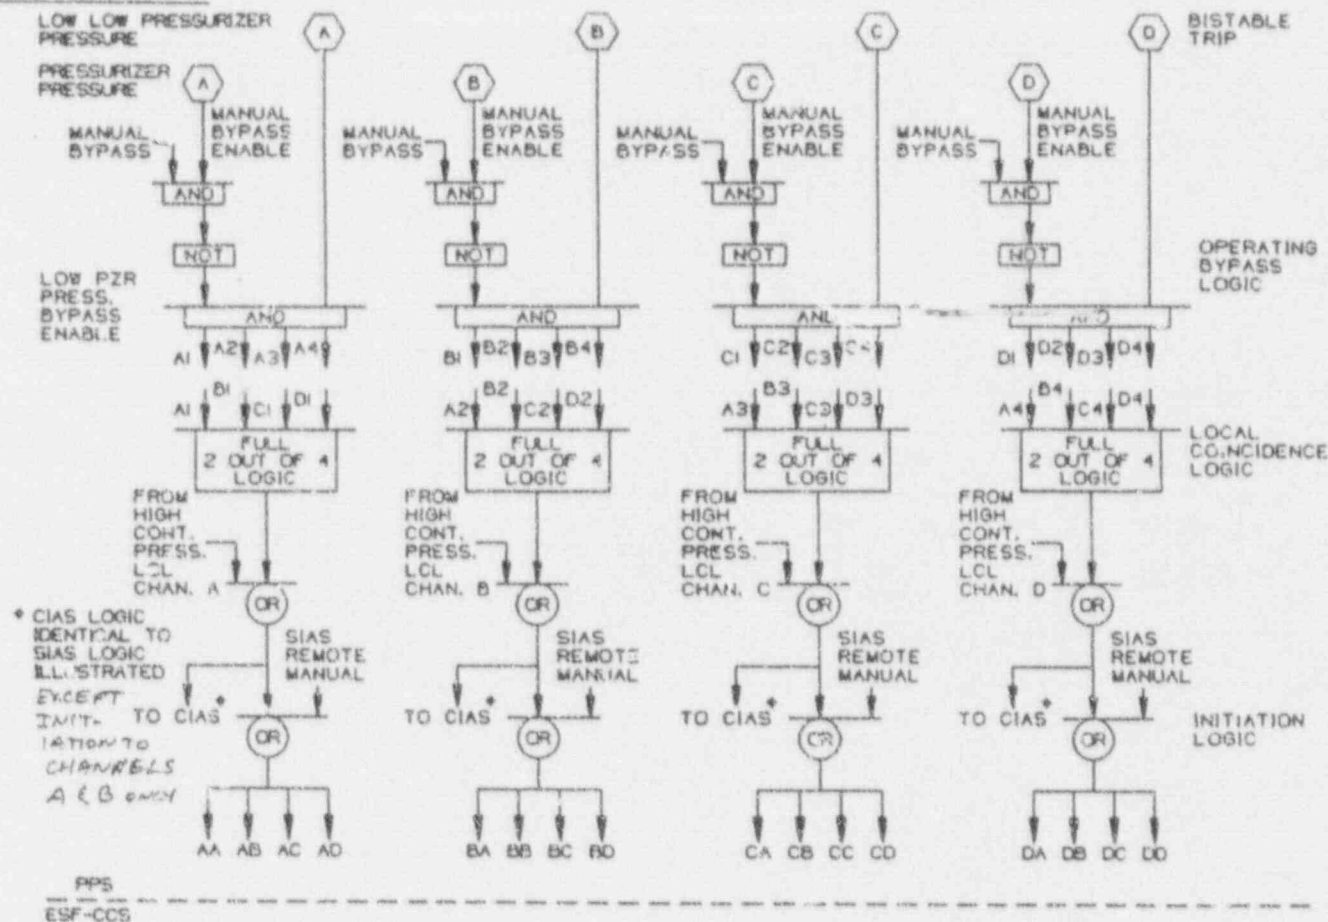 LOW LOW PRESSURIZER
PRESSURE
A
B
C
D
BISTABLE
TRIP
PRESSURIZER
PRESSURE
A
B
C
D
MANUAL
BYPASS
ENABLE
MANUAL
BYPASS
ENABLE
MANUAL
BYPASS
ENABLE
MANUAL
BYPASS
ENABLE
MANUAL
BYPASS
MANUAL
BYPASS
MANUAL
BYPASS
MANUAL
BYPASS
AND
AND
AND
AND
NOT
NOT
NOT
NOT
OPERATING
BYPASS
LOGIC
LOW PZR
PRESS.
BYPASS
ENABLE
AND
AND
A1 A2 A3 A4
B1 B2 B3 B4
C1 C2 C3 C4
D1 D2 D3 D4
A1 B1 C1 D1
A2 B2 C2 D2
A3 B3 C3 D3
A4 B4 C4 D4
FULL
2 OUT OF 4
LOGIC
FULL
2 OUT OF 4
LOGIC
FULL
2 OUT OF 4
LOGIC
FULL
2 OUT OF 4
LOGIC
LOCAL
COINCIDENCE
LOGIC
FROM
HIGH
CONT.
PRESS.
LCL
CHAN. A
FROM
HIGH
CONT.
PRESS.
LCL
CHAN. B
FROM
HIGH
CONT.
PRESS.
LCL
CHAN. C
FROM
HIGH
CONT.
PRESS.
LCL
CHAN. D
OR
OR
OR
OR
* CIAS LOGIC
IDENTICAL TO
SIAS LOGIC
ILLUSTRATED
EXCEPT
INIT-
IATION TO
CHANNELS
A & B ONLY
SIAS
REMOTE
MANUAL
SIAS
REMOTE
MANUAL
SIAS
REMOTE
MANUAL
SIAS
REMOTE
MANUAL
TO CIAS*
TO CIAS*
TO CIAS*
TO CIAS*
OR
OR
OR
OR
INITIATION
LOGIC
AA AB AC AD
BA BB BC BD
CA CB CC CD
DA DB DC DD
PPS
ESF-CCS